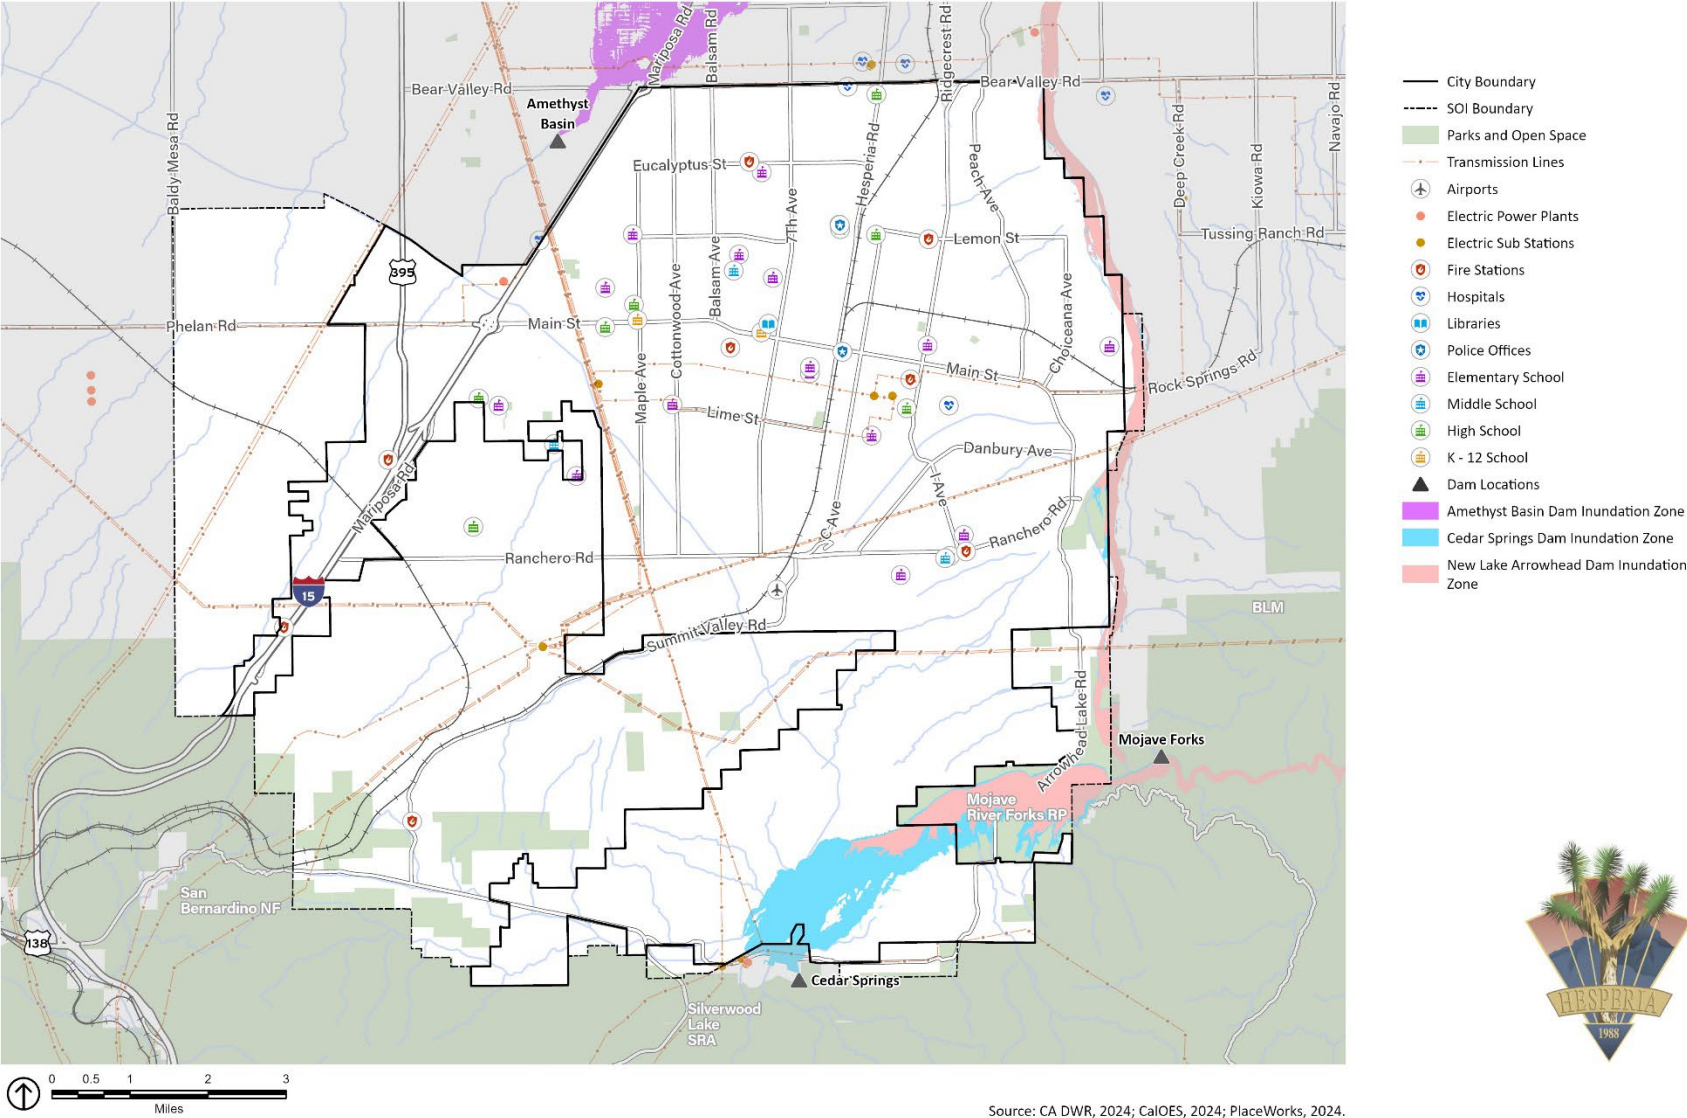 Mariposa Rd
Balsam Rd
Ridgecrest Rd
Bear Valley Rd
Bear Valley Rd
Amethyst
Basin
Baldy Mesa Rd
Deep Creek Rd
Kiowa Rd
Navajo Rd
Eucalyptus St
Hesperia Rd
Peach Ave
7Th Ave
Lemon St
Tussing Ranch Rd
395
Balsam Ave
Cottonwood Ave
Choiceana Ave
Phelan Rd
Main St
Main St
Rock Springs Rd
Maple Ave
Lime St
Danbury Ave
Mariposa Rd
I Ave
C Ave
Ranchero Rd
Ranchero Rd
15
BLM
Summit Valley Rd
Arrowhead Lake Rd
Mojave Forks
Mojave
River Forks RP
San
Bernardino NF
138
Cedar Springs
Silverwood
Lake
SRA
City Boundary
SOI Boundary
Parks and Open Space
Transmission Lines
Airports
Electric Power Plants
Electric Sub Stations
Fire Stations
Hospitals
Libraries
Police Offices
Elementary School
Middle School
High School
K - 12 School
Dam Locations
Amethyst Basin Dam Inundation Zone
Cedar Springs Dam Inundation Zone
New Lake Arrowhead Dam Inundation
Zone
HESPERIA
1988
0 0.5 1 2 3
Miles
Source: CA DWR, 2024; CalOES, 2024; PlaceWorks, 2024.